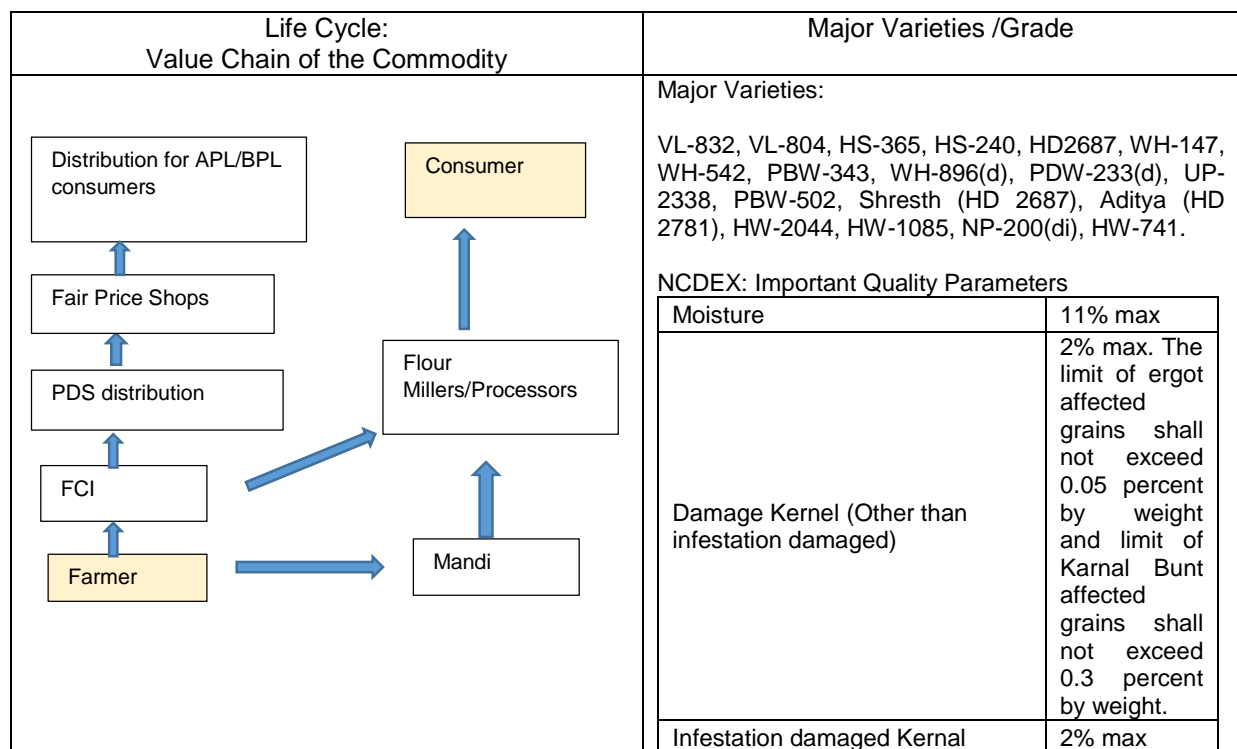 Life Cycle:
Value Chain of the Commodity
Major Varieties /Grade
Distribution for APL/BPL
consumers
Consumer
Fair Price Shops
Flour
Millers/Processors
PDS distribution
FCI
Farmer
Mandi
Major Varieties:
VL-832, VL-804, HS-365, HS-240, HD2687, WH-147,
WH-542, PBW-343, WH-896(d), PDW-233(d), UP-
2338, PBW-502, Shresth (HD 2687), Aditya (HD
2781), HW-2044, HW-1085, NP-200(di), HW-741.
NCDEX: Important Quality Parameters
Moisture
11% max
Damage Kernel (Other than
infestation damaged)
2% max. The
limit of ergot
affected
grains shall
not exceed
0.05 percent
by weight
and limit of
Karnal Bunt
affected
grains shall
not exceed
0.3 percent
by weight.
Infestation damaged Kernal
2% max